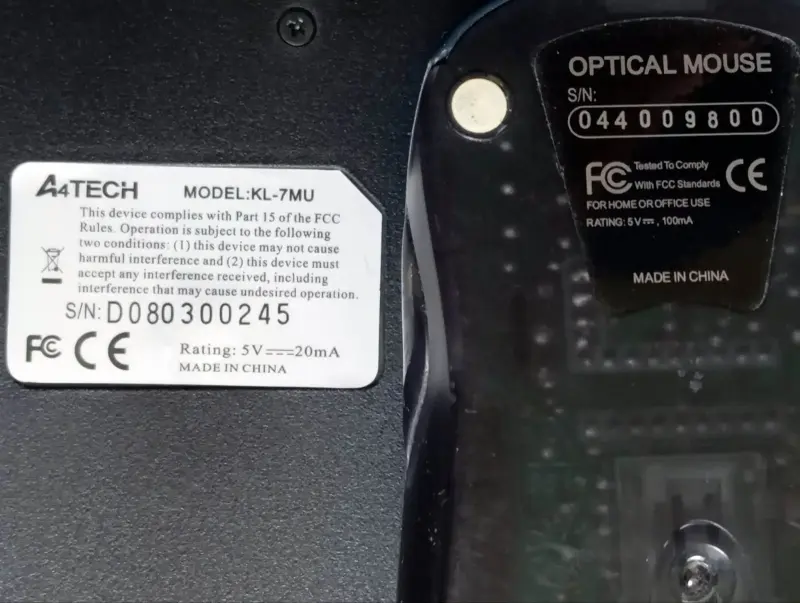 A4TECH MODEL:KL-7MU
This device complies with Part 15 of the FCC
Rules. Operation is subject to the following
two conditions: (1) this device may not cause
harmful interference and (2) this device must
accept any interference received, including
interference that may cause undesired operation.
S/N: D080300245
FC CE Rating: 5V⎓20mA
MADE IN CHINA
OPTICAL MOUSE
S/N:
044009800
FC Tested To Comply
With FCC Standards CE
FOR HOME OR OFFICE USE
RATING: 5V⎓, 100mA
MADE IN CHINA